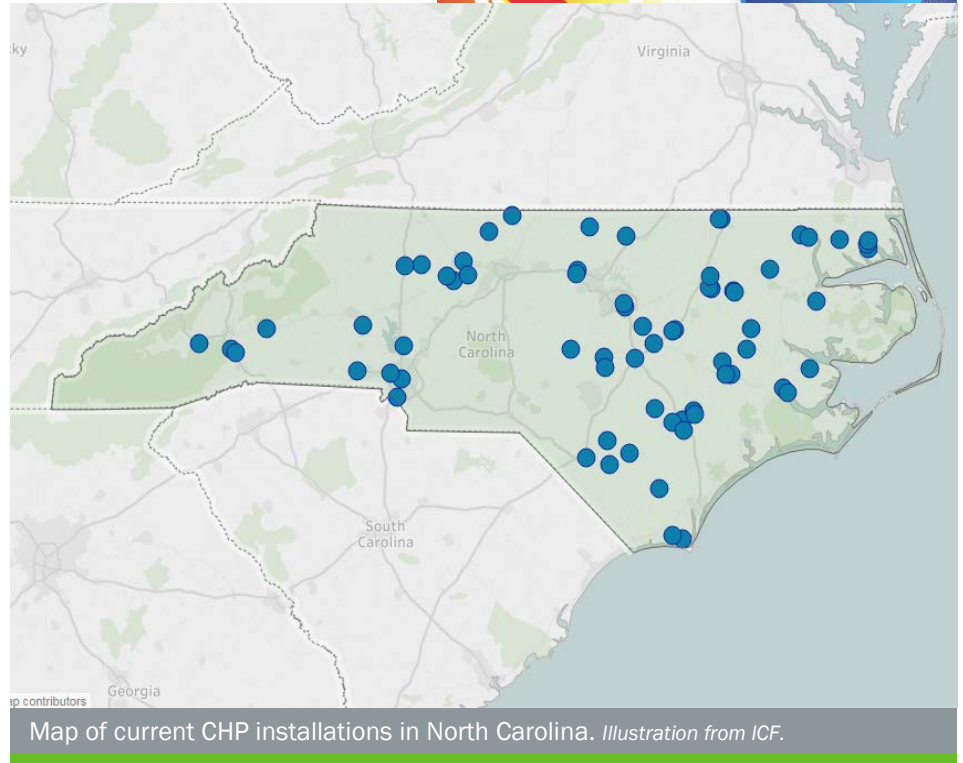 ky
Virginia
North
Carolina
South
Carolina
Georgia
ap contributors
Map of current CHP installations in North Carolina. Illustration from ICF.